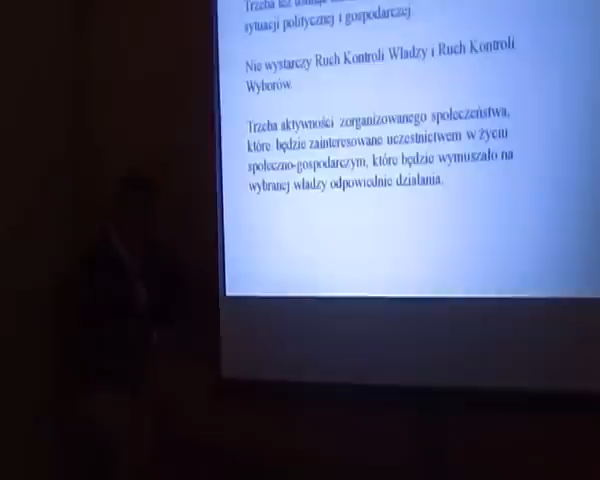 Trzeba też
sytuacji politycznej i gospodarczej.
Nie wystarczy Ruch Kontroli Władzy i Ruch Kontroli
Wyborów.
Trzeba aktywności zorganizowanego społeczeństwa,
które będzie zainteresowane uczestnictwem w życiu
społeczno-gospodarczym, które będzie wymuszało na
wybranej władzy odpowiednie działania.